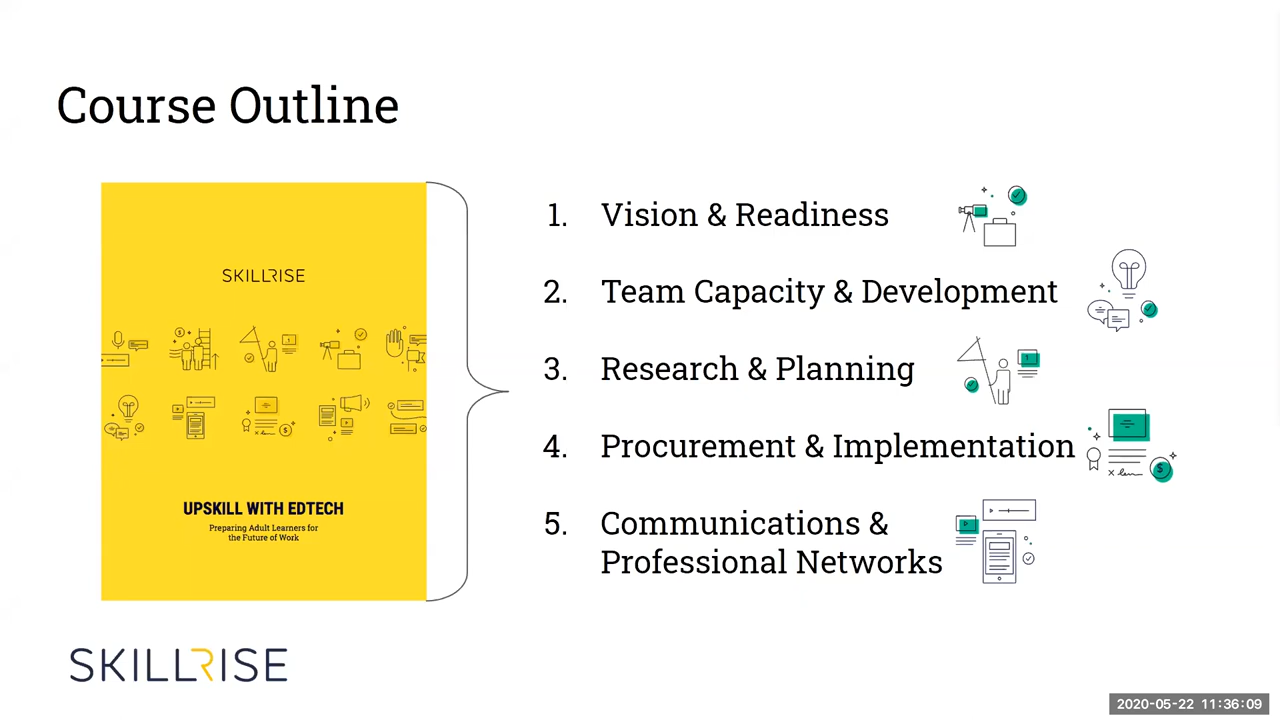 Course Outline
SKILLRISE
UPSKILL WITH EDTECH
Preparing Adult Learners for
the Future of Work
1. Vision & Readiness
2. Team Capacity & Development
3. Research & Planning
4. Procurement & Implementation
5. Communications &
Professional Networks
SKILLRISE
2020-05-22 11:36:09